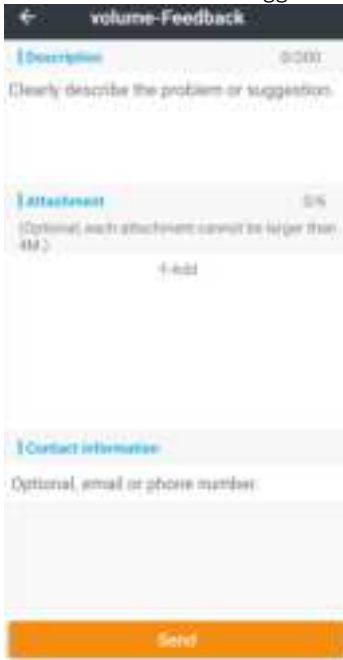 volume-Feedback
Description 0/200
Clearly describe the problem or suggestion.
Attachment 0/4
(Optional, each attachment cannot be larger than
4M.)
+Add
Contact information
Optional, email or phone number.
Send